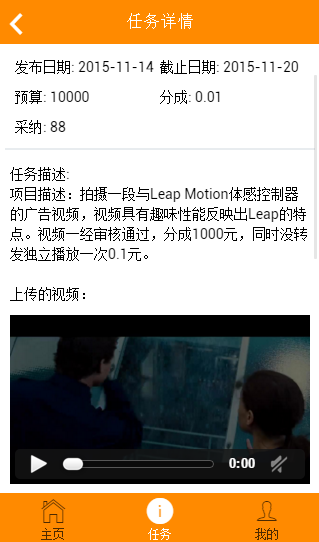 任务详情
发布日期: 2015-11-14 截止日期: 2015-11-20
预算: 10000 分成: 0.01
采纳: 88
任务描述:
项目描述：拍摄一段与Leap Motion体感控制器
的广告视频，视频具有趣味性能反映出Leap的特
点。视频一经审核通过，分成1000元，同时没转
发独立播放一次0.1元。
上传的视频：
0:00
主页 任务 我的